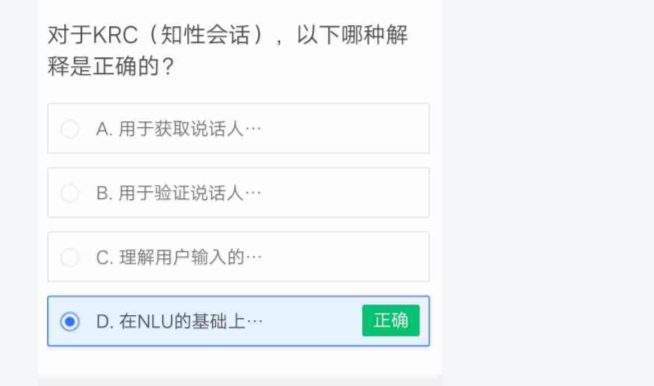 对于KRC（知性会话），以下哪种解
释是正确的？
A. 用于获取说话人…
B. 用于验证说话人…
C. 理解用户输入的…
D. 在NLU的基础上…
正确